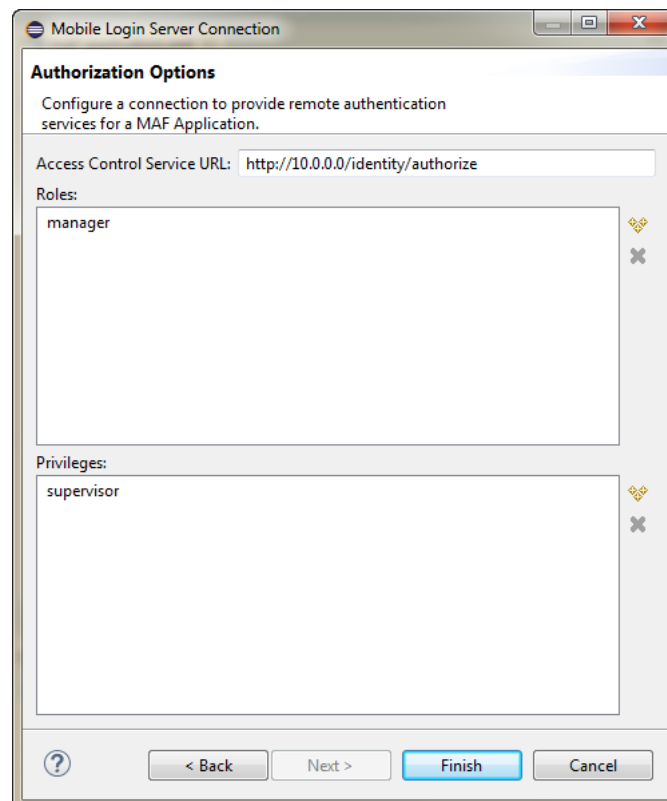 Mobile Login Server Connection
Authorization Options
Configure a connection to provide remote authentication
services for a MAF Application.
Access Control Service URL: http://10.0.0.0/identity/authorize
Roles:
manager
Privileges:
supervisor
? < Back Next > Finish Cancel